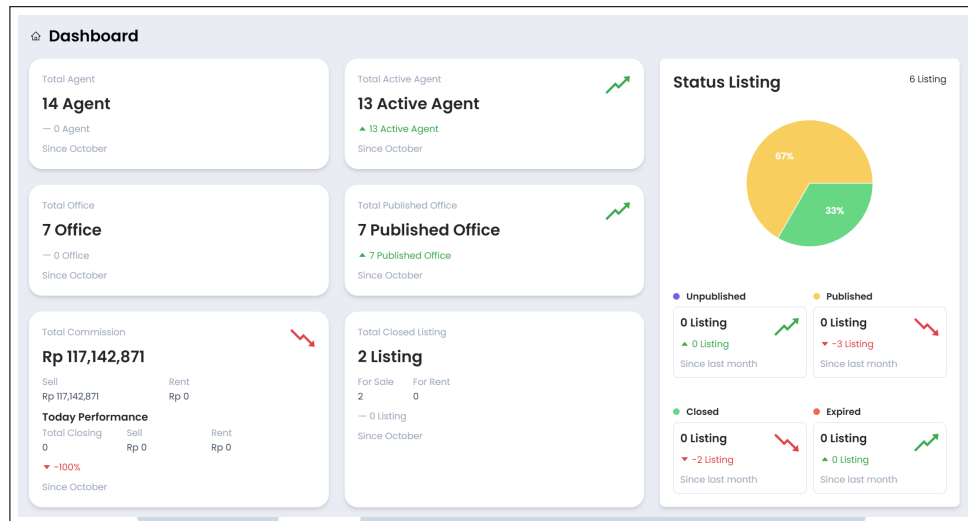 Dashboard
Total Agent
14 Agent
— 0 Agent
Since October
Total Active Agent
13 Active Agent
▲ 13 Active Agent
Since October
Total Office
7 Office
— 0 Office
Since October
Total Published Office
7 Published Office
▲ 7 Published Office
Since October
Total Commission
Rp 117,142,871
Sell Rent
Rp 117,142,871 Rp 0
Today Performance
Total Closing Sell Rent
0 Rp 0 Rp 0
▼ -100%
Since October
Total Closed Listing
2 Listing
For Sale For Rent
2 0
— 0 Listing
Since October
Status Listing 6 Listing
67%
33%
Unpublished
0 Listing
▲ 0 Listing
Since last month
Published
0 Listing
▼ -3 Listing
Since last month
Closed
0 Listing
▼ -2 Listing
Since last month
Expired
0 Listing
▲ 0 Listing
Since last month